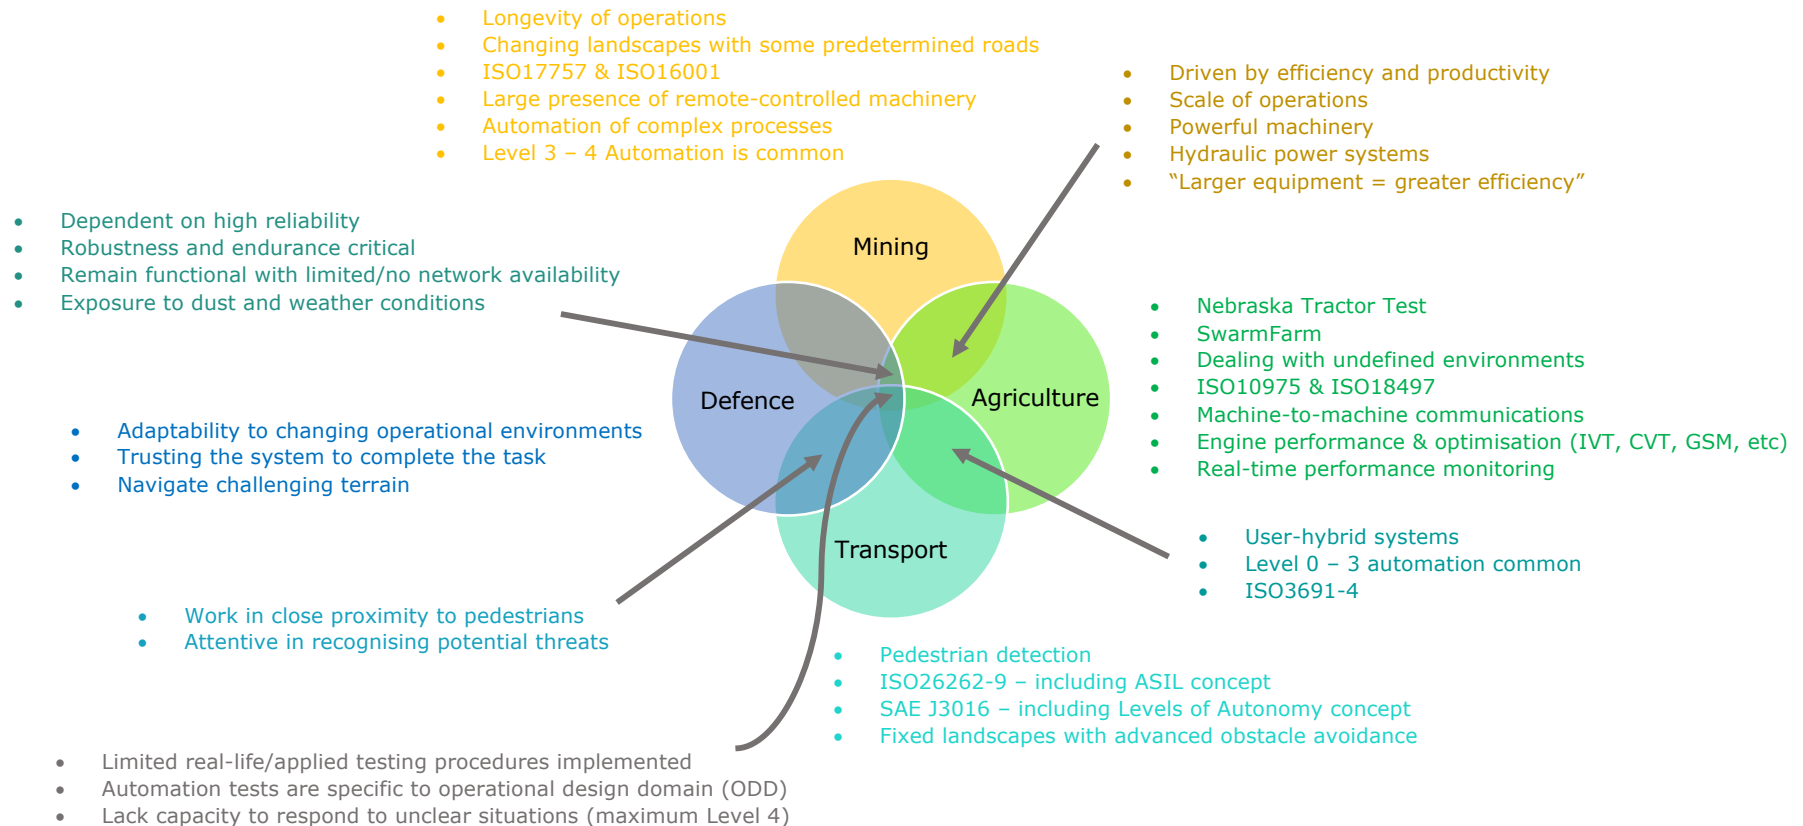 • Longevity of operations
• Changing landscapes with some predetermined roads
• ISO17757 & ISO16001
• Large presence of remote-controlled machinery
• Automation of complex processes
• Level 3 – 4 Automation is common
• Driven by efficiency and productivity
• Scale of operations
• Powerful machinery
• Hydraulic power systems
• “Larger equipment = greater efficiency”
• Dependent on high reliability
• Robustness and endurance critical
• Remain functional with limited/no network availability
• Exposure to dust and weather conditions
Mining
Defence
Agriculture
Transport
• Nebraska Tractor Test
• SwarmFarm
• Dealing with undefined environments
• ISO10975 & ISO18497
• Machine-to-machine communications
• Engine performance & optimisation (IVT, CVT, GSM, etc)
• Real-time performance monitoring
• Adaptability to changing operational environments
• Trusting the system to complete the task
• Navigate challenging terrain
• User-hybrid systems
• Level 0 – 3 automation common
• ISO3691-4
• Work in close proximity to pedestrians
• Attentive in recognising potential threats
• Pedestrian detection
• ISO26262-9 – including ASIL concept
• SAE J3016 – including Levels of Autonomy concept
• Fixed landscapes with advanced obstacle avoidance
• Limited real-life/applied testing procedures implemented
• Automation tests are specific to operational design domain (ODD)
• Lack capacity to respond to unclear situations (maximum Level 4)